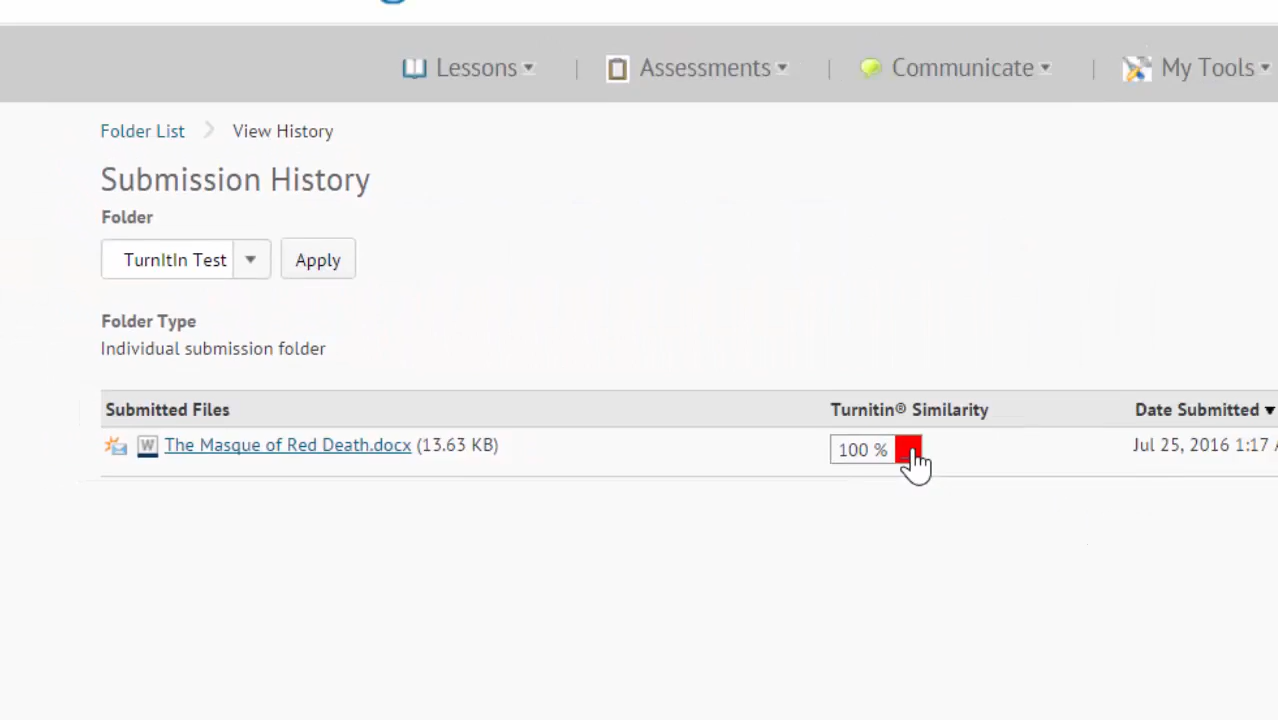 Lessons | Assessments | Communicate | My Tools
Folder List View History
Submission History
Folder
TurnItIn Test Apply
Folder Type
Individual submission folder
Submitted Files Turnitin® Similarity Date Submitted
W The Masque of Red Death.docx (13.63 KB) 100 % Jul 25, 2016 1:17